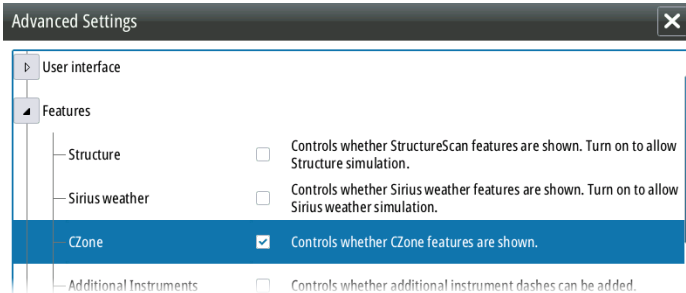 Advanced Settings
User interface
Features
Structure
Controls whether StructureScan features are shown. Turn on to allow
Structure simulation.
Sirius weather
Controls whether Sirius weather features are shown. Turn on to allow
Sirius weather simulation.
CZone
Controls whether CZone features are shown.
Additional Instruments
Controls whether additional instrument dashes can be added.